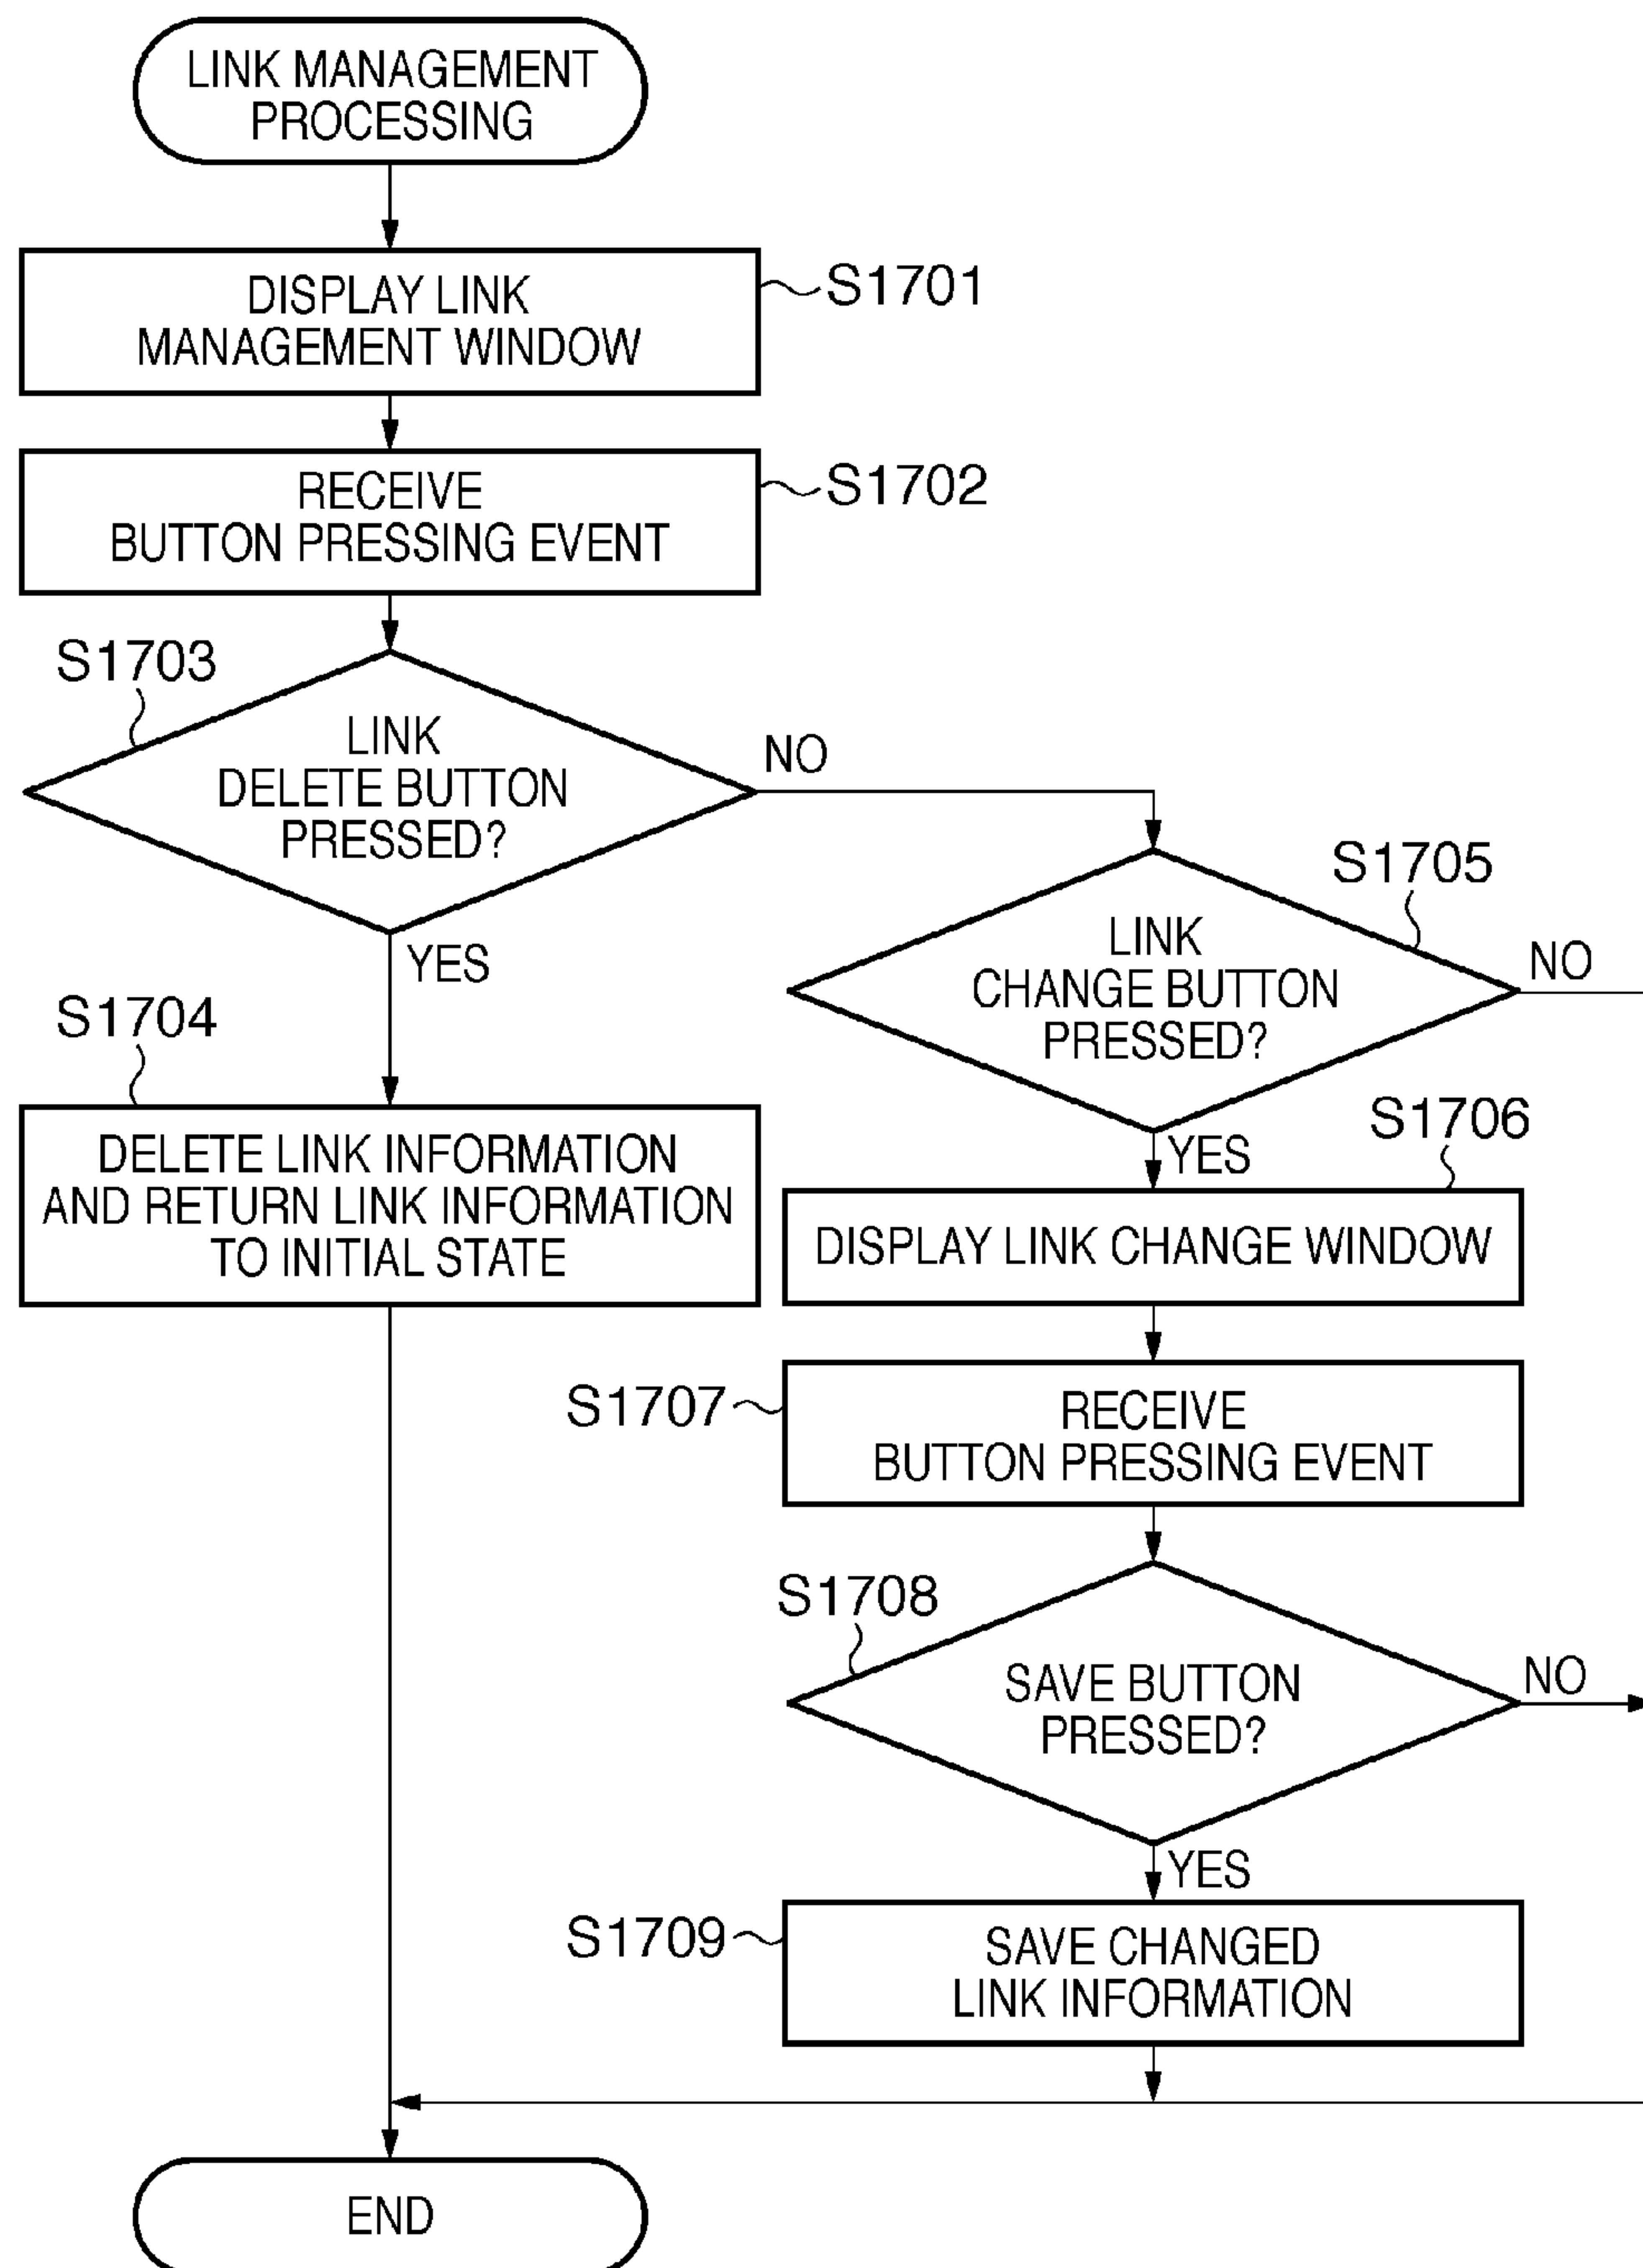 LINK MANAGEMENT
PROCESSING
DISPLAY LINK
MANAGEMENT WINDOW
S1701
RECEIVE
BUTTON PRESSING EVENT
S1702
S1703
LINK
DELETE BUTTON
PRESSED?
NO
YES
S1704
DELETE LINK INFORMATION
AND RETURN LINK INFORMATION
TO INITIAL STATE
S1705
LINK
CHANGE BUTTON
PRESSED?
NO
YES
S1706
DISPLAY LINK CHANGE WINDOW
S1707
RECEIVE
BUTTON PRESSING EVENT
S1708
SAVE BUTTON
PRESSED?
NO
YES
S1709
SAVE CHANGED
LINK INFORMATION
END